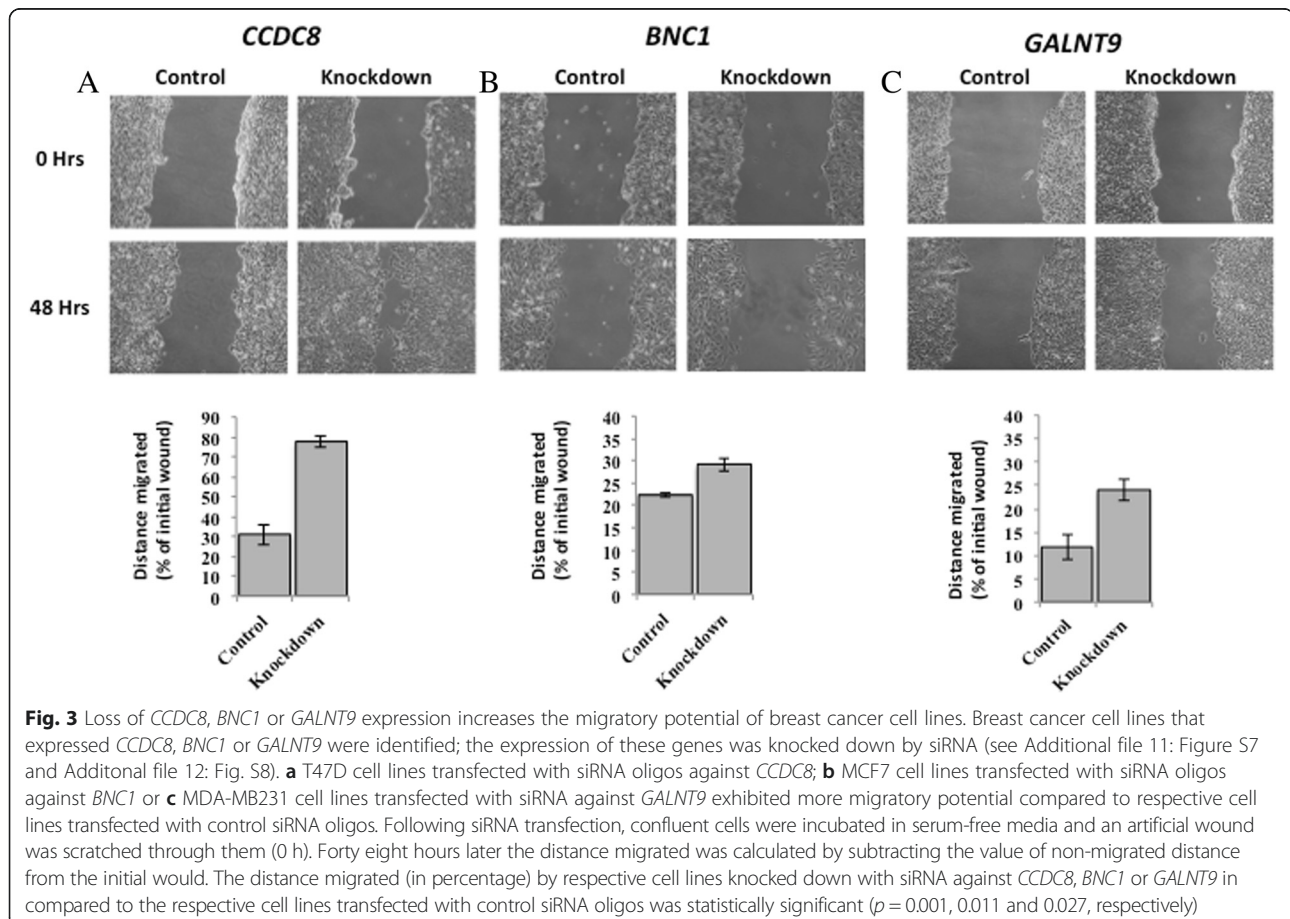 CCDC8
BNC1
GALNT9
A
Control
Knockdown
B
Control
Knockdown
C
Control
Knockdown
0 Hrs
48 Hrs
Distance migrated
(% of initial wound)
90
80
70
60
50
40
30
20
10
0
Control
Knockdown
Distance migrated
(% of initial wound)
40
35
30
25
20
15
10
5
0
Control
Knockdown
Distance migrated
(% of initial wound)
40
35
30
25
20
15
10
5
0
Control
Knockdown
Fig. 3 Loss of CCDC8, BNC1 or GALNT9 expression increases the migratory potential of breast cancer cell lines. Breast cancer cell lines that
expressed CCDC8, BNC1 or GALNT9 were identified; the expression of these genes was knocked down by siRNA (see Additional file 11: Figure S7
and Additonal file 12: Fig. S8). a T47D cell lines transfected with siRNA oligos against CCDC8; b MCF7 cell lines transfected with siRNA oligos
against BNC1 or c MDA-MB231 cell lines transfected with siRNA against GALNT9 exhibited more migratory potential compared to respective cell
lines transfected with control siRNA oligos. Following siRNA transfection, confluent cells were incubated in serum-free media and an artificial wound
was scratched through them (0 h). Forty eight hours later the distance migrated was calculated by subtracting the value of non-migrated distance
from the initial would. The distance migrated (in percentage) by respective cell lines knocked down with siRNA against CCDC8, BNC1 or GALNT9 in
compared to the respective cell lines transfected with control siRNA oligos was statistically significant (p = 0.001, 0.011 and 0.027, respectively)